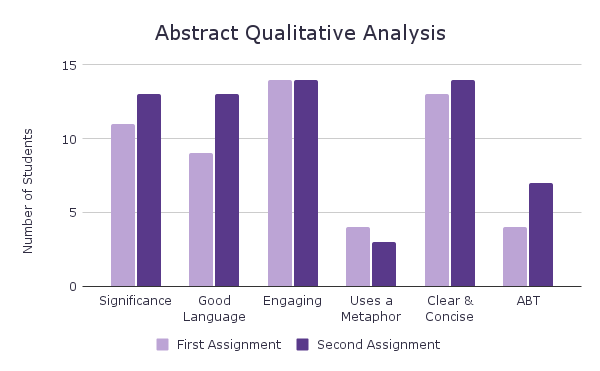 Abstract Qualitative Analysis
Number of Students
15
10
5
0
Significance
Good
Language
Engaging
Uses a
Metaphor
Clear &
Concise
ABT
First Assignment
Second Assignment